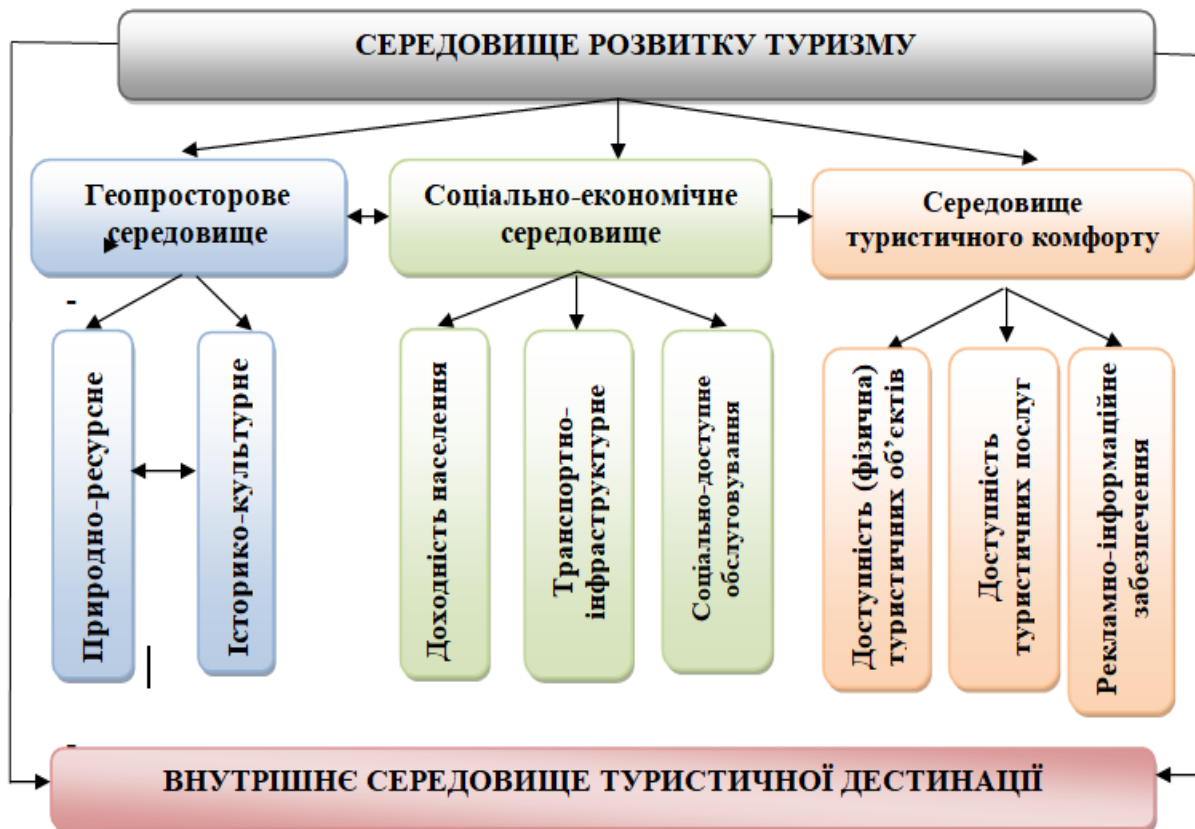 СЕРЕДОВИЩЕ РОЗВИТКУ ТУРИЗМУ
Геопросторове
середовище
Соціально-економічне
середовище
Середовище
туристичного комфорту
Природно-ресурсне
Історико-культурне
Доходність населення
Транспортно-
інфраструктурне
Соціально-доступне
обслуговування
Доступність (фізична)
туристичних об’єктів
Доступність
туристичних послуг
Рекламно-інформаційне
забезпечення
ВНУТРІШНЄ СЕРЕДОВИЩЕ ТУРИСТИЧНОЇ ДЕСТИНАЦІЇ